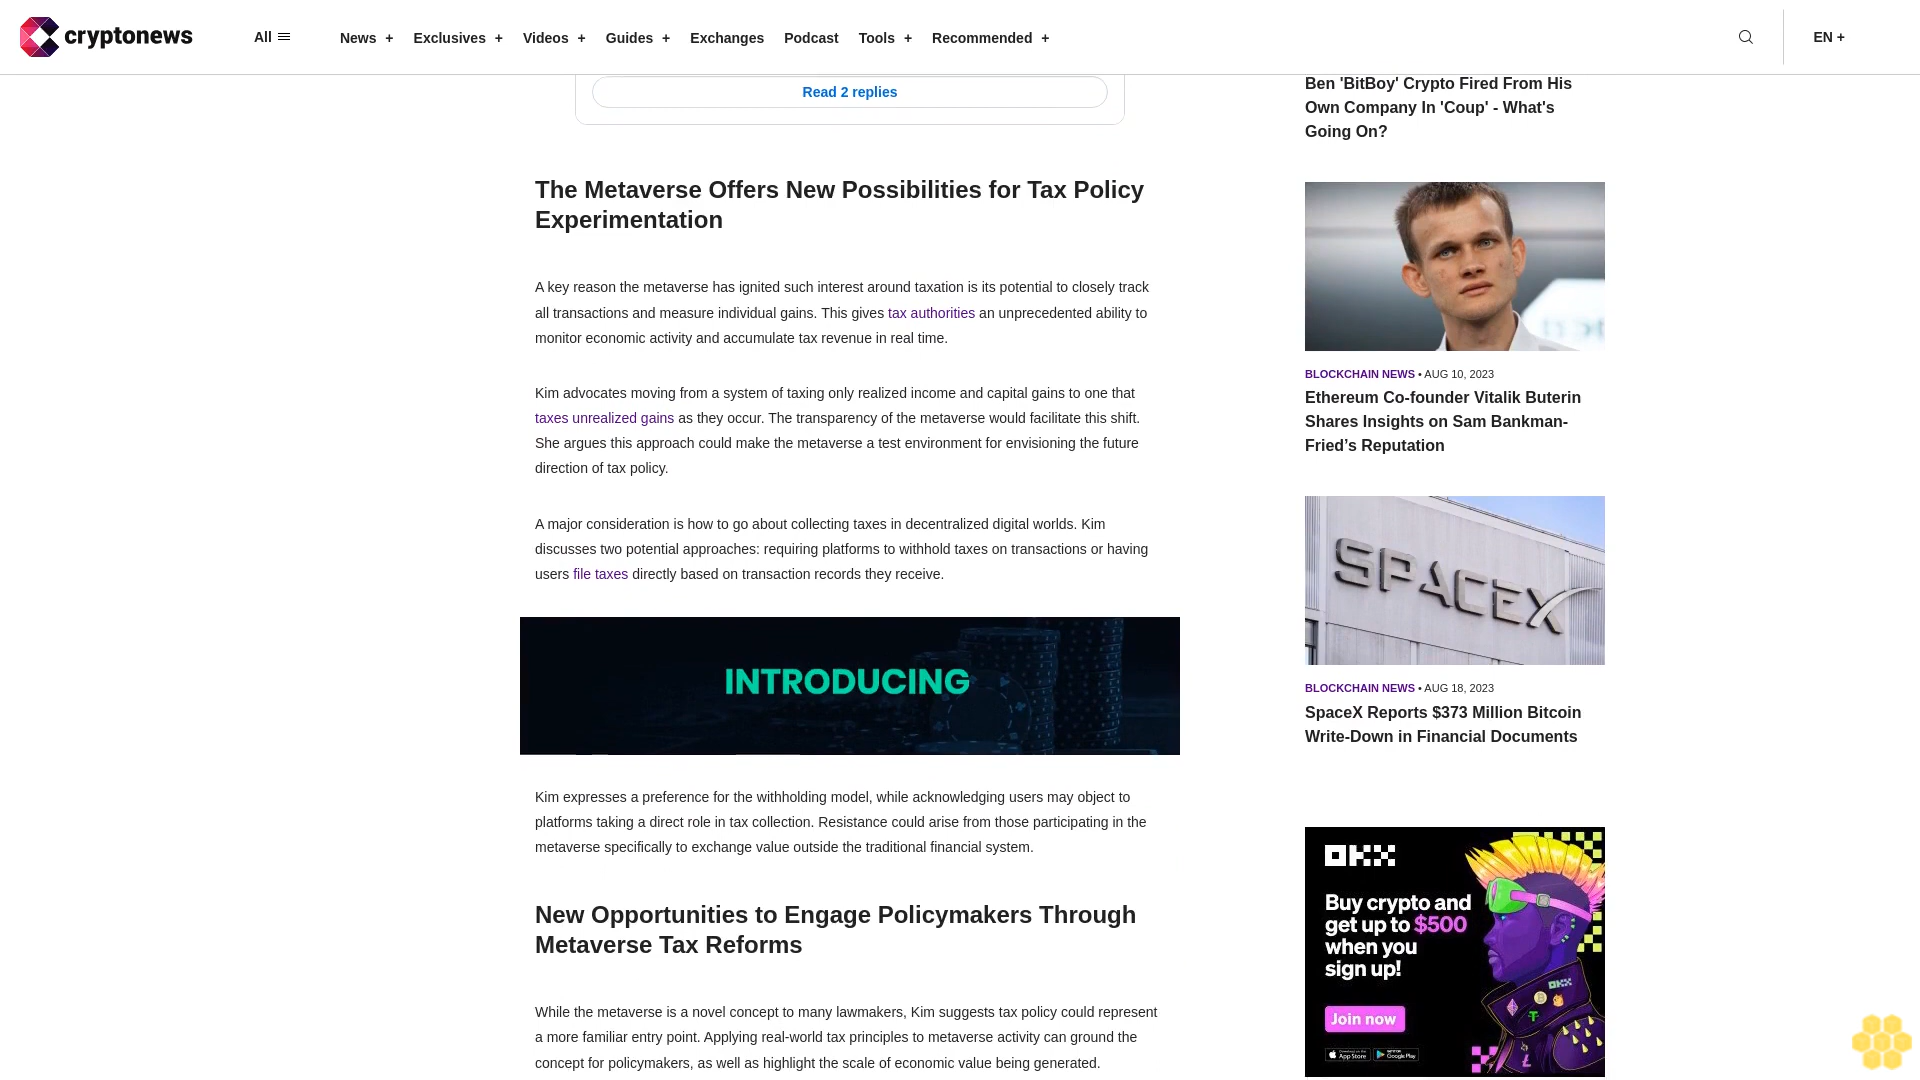 cryptonews
All
News +
Exclusives +
Videos +
Guides +
Exchanges
Podcast
Tools +
Recommended +
EN +
Read 2 replies
The Metaverse Offers New Possibilities for Tax Policy
Experimentation
A key reason the metaverse has ignited such interest around taxation is its potential to closely track
all transactions and measure individual gains. This gives tax authorities an unprecedented ability to
monitor economic activity and accumulate tax revenue in real time.
Kim advocates moving from a system of taxing only realized income and capital gains to one that
taxes unrealized gains as they occur. The transparency of the metaverse would facilitate this shift.
She argues this approach could make the metaverse a test environment for envisioning the future
direction of tax policy.
A major consideration is how to go about collecting taxes in decentralized digital worlds. Kim
discusses two potential approaches: requiring platforms to withhold taxes on transactions or having
users file taxes directly based on transaction records they receive.
INTRODUCING
Kim expresses a preference for the withholding model, while acknowledging users may object to
platforms taking a direct role in tax collection. Resistance could arise from those participating in the
metaverse specifically to exchange value outside the traditional financial system.
New Opportunities to Engage Policymakers Through
Metaverse Tax Reforms
While the metaverse is a novel concept to many lawmakers, Kim suggests tax policy could represent
a more familiar entry point. Applying real-world tax principles to metaverse activity can ground the
concept for policymakers, as well as highlight the scale of economic value being generated.
Ben 'BitBoy' Crypto Fired From His
Own Company In 'Coup' - What's
Going On?
BLOCKCHAIN NEWS • AUG 10, 2023
Ethereum Co-founder Vitalik Buterin
Shares Insights on Sam Bankman-
Fried’s Reputation
SPACEX
BLOCKCHAIN NEWS • AUG 18, 2023
SpaceX Reports $373 Million Bitcoin
Write-Down in Financial Documents
OKX
Buy crypto and
get up to $500
when you
sign up!
Join now
App Store
Google Play
OKX